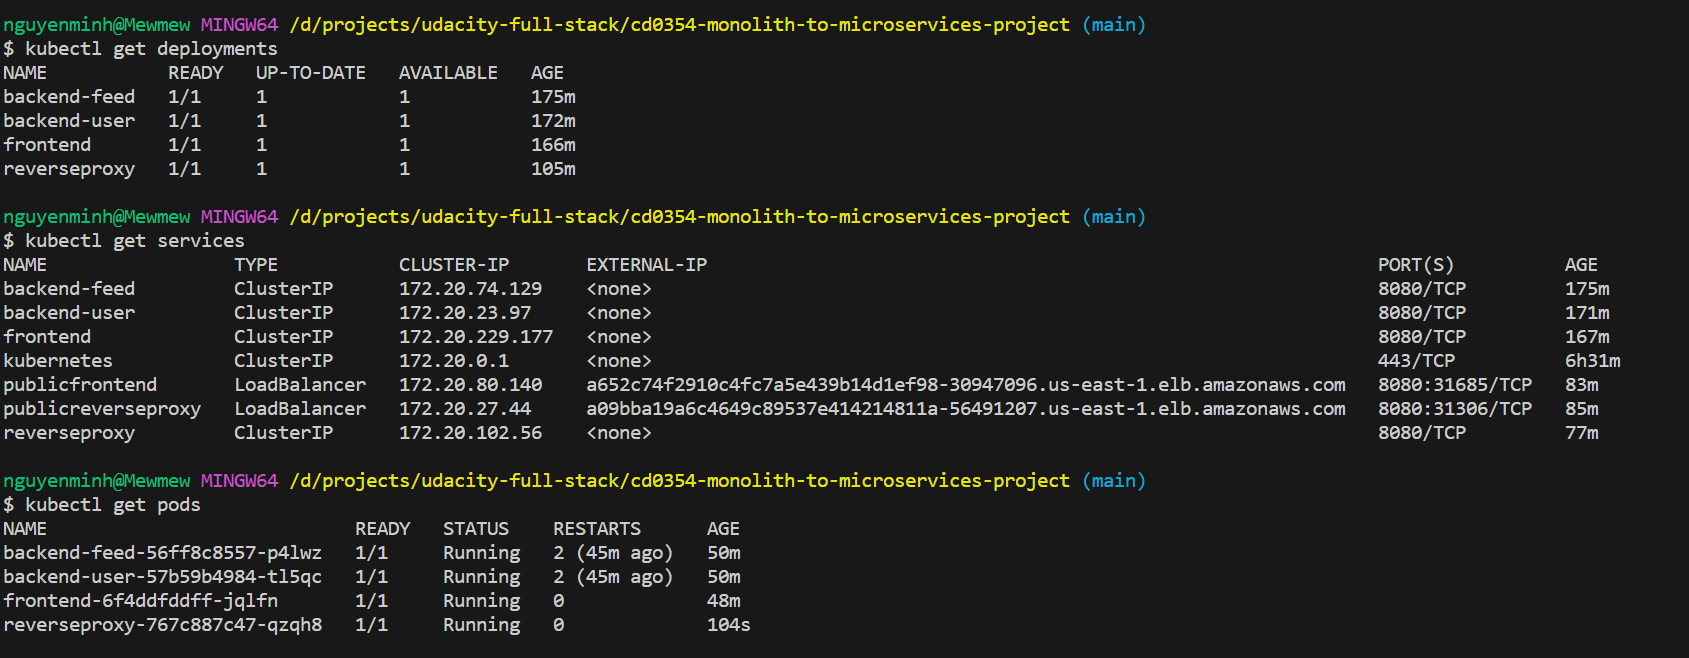 nguyenminh@Mewmew MINGW64 /d/projects/udacity-full-stack/cd0354-monolith-to-microservices-project (main)
$ kubectl get deployments
NAME READY UP-TO-DATE AVAILABLE AGE
backend-feed 1/1 1 1 175m
backend-user 1/1 1 1 172m
frontend 1/1 1 1 166m
reverseproxy 1/1 1 1 105m
nguyenminh@Mewmew MINGW64 /d/projects/udacity-full-stack/cd0354-monolith-to-microservices-project (main)
$ kubectl get services
NAME TYPE CLUSTER-IP EXTERNAL-IP PORT(S) AGE
backend-feed ClusterIP 172.20.74.129 <none> 8080/TCP 175m
backend-user ClusterIP 172.20.23.97 <none> 8080/TCP 171m
frontend ClusterIP 172.20.229.177 <none> 8080/TCP 167m
kubernetes ClusterIP 172.20.0.1 <none> 443/TCP 6h31m
publicfrontend LoadBalancer 172.20.80.140 a652c74f2910c4fc7a5e439b14d1ef98-30947096.us-east-1.elb.amazonaws.com 8080:31685/TCP 83m
publicreverseproxy LoadBalancer 172.20.27.44 a09bba19a6c4649c89537e414214811a-56491207.us-east-1.elb.amazonaws.com 8080:31306/TCP 85m
reverseproxy ClusterIP 172.20.102.56 <none> 8080/TCP 77m
nguyenminh@Mewmew MINGW64 /d/projects/udacity-full-stack/cd0354-monolith-to-microservices-project (main)
$ kubectl get pods
NAME READY STATUS RESTARTS AGE
backend-feed-56ff8c8557-p4lwz 1/1 Running 2 (45m ago) 50m
backend-user-57b59b4984-tl5qc 1/1 Running 2 (45m ago) 50m
frontend-6f4ddfddff-jqlfn 1/1 Running 0 48m
reverseproxy-767c887c47-qzqh8 1/1 Running 0 104s